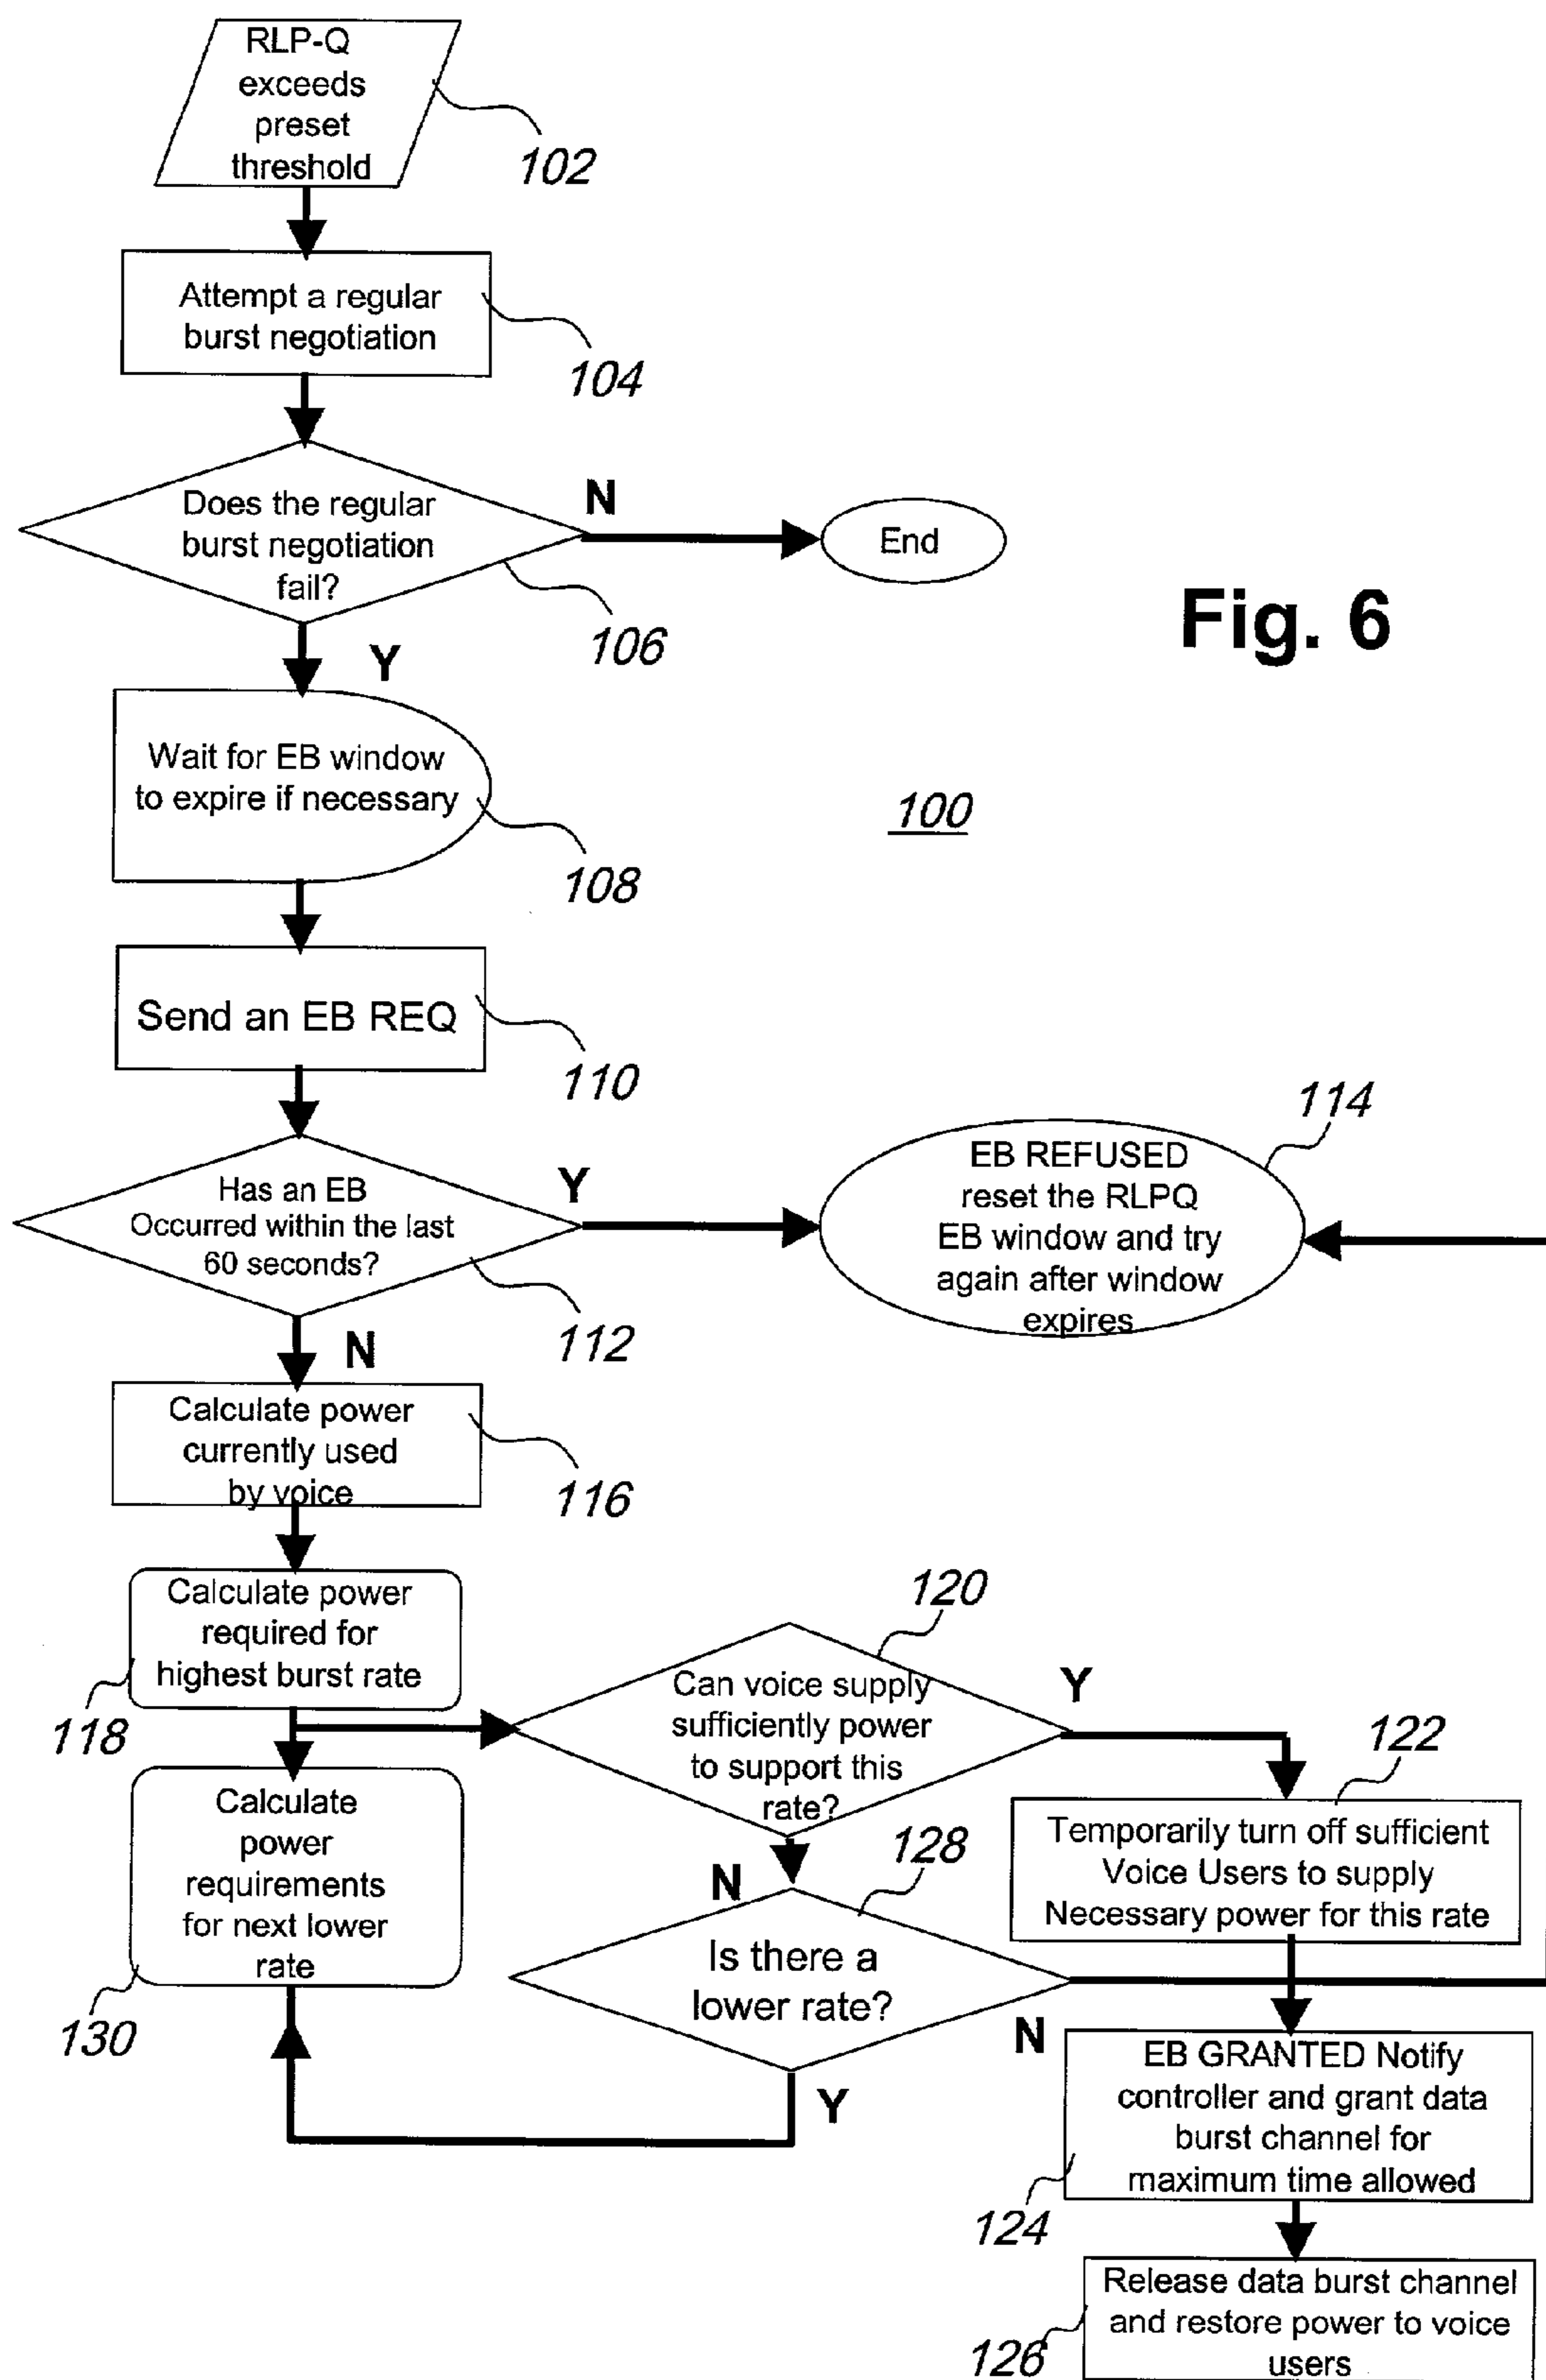 RLP-Q
exceeds
preset
threshold
102
Attempt a regular
burst negotiation
104
Does the regular
burst negotiation
fail?
N
End
106
Y
Fig. 6
Wait for EB window
to expire if necessary
108
100
Send an EB REQ
110
Has an EB
Occurred within the last
60 seconds?
Y
112
N
114
EB REFUSED
reset the RLPQ
EB window and try
again after window
expires
Calculate power
currently used
by voice
116
Calculate power
required for
highest burst rate
118
120
Can voice supply
sufficiently power
to support this
rate?
Y
N
122
Temporarily turn off sufficient
Voice Users to supply
Necessary power for this rate
Calculate
power
requirements
for next lower
rate
130
128
Is there a
lower rate?
N
Y
EB GRANTED Notify
controller and grant data
burst channel for
maximum time allowed
124
Release data burst channel
and restore power to voice
users
126